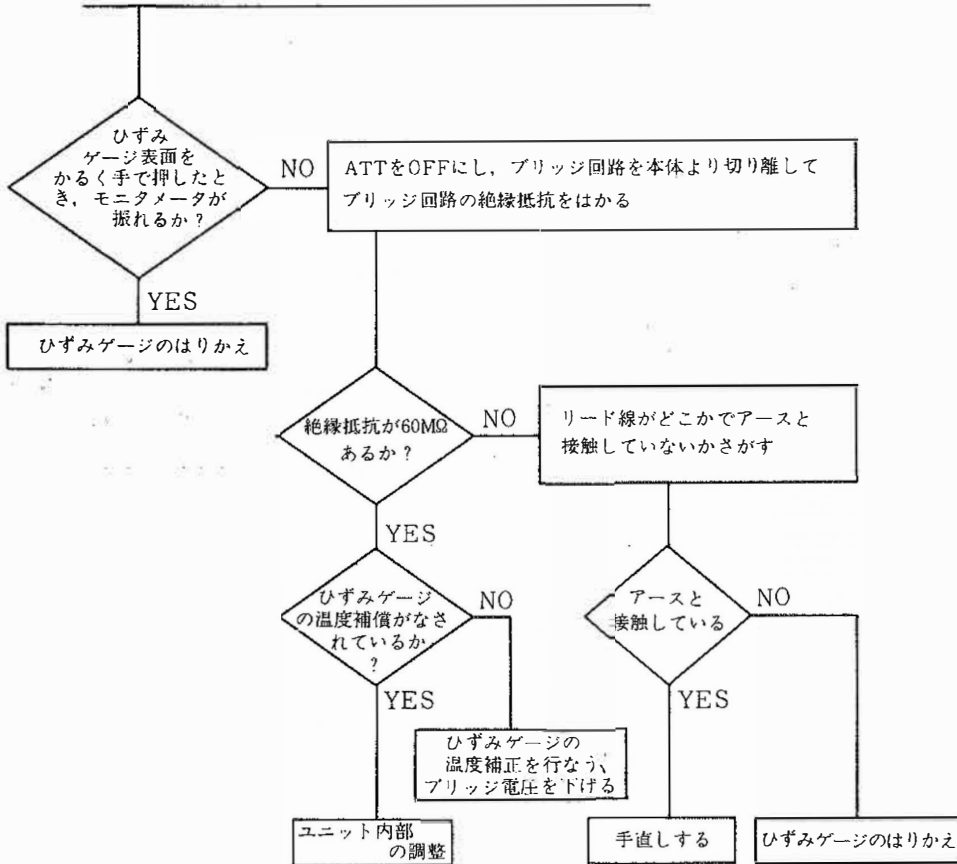 ひずみ
ゲージ表面を
かるく手で押したと
き，モニタメータが
振れるか？
NO
ATTをOFFにし，ブリッジ回路を本体より切り離して
ブリッジ回路の絶縁抵抗をはかる
YES
ひずみゲージのはりかえ
絶縁抵抗が60MΩ
あるか？
NO
リード線がどこかでアースと
接触していないかさがす
YES
ひずみゲージ
の温度補償がなさ
れているか
？
NO
アースと
接触している
NO
YES
YES
ひずみゲージの
温度補正を行なう、
ブリッジ電圧を下げる
ユニット内部
の調整
手直しする
ひずみゲージのはりかえ